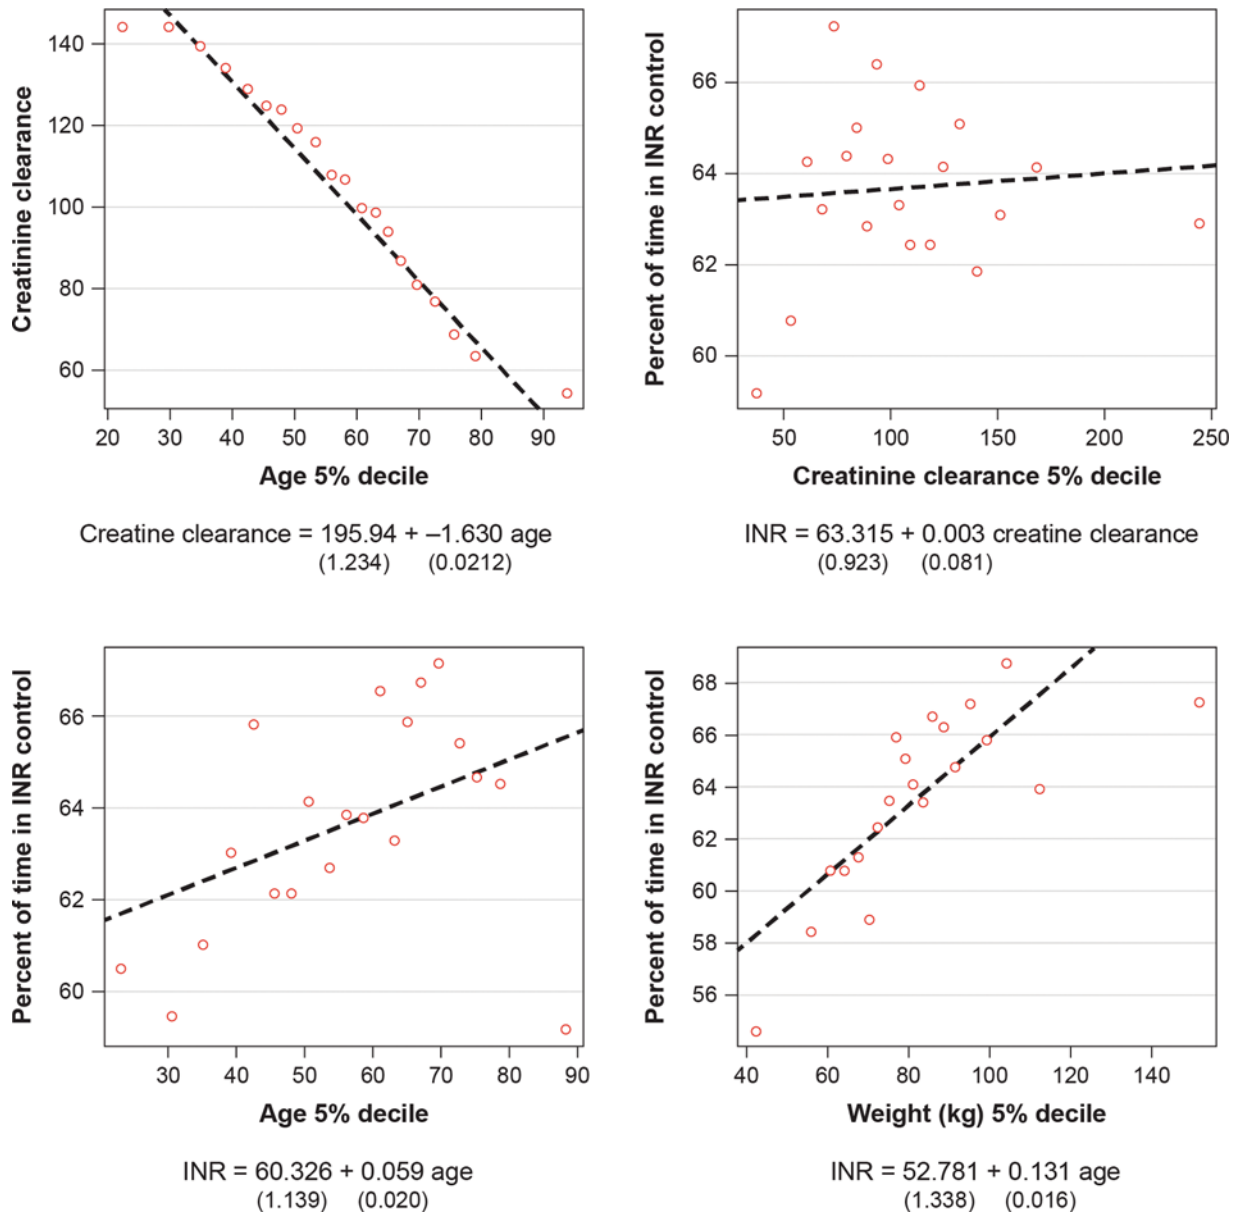 Creatinine clearance
140
120
100
80
60
20 30 40 50 60 70 80 90
Age 5% decile
Creatine clearance = 195.94 + –1.630 age
(1.234) (0.0212)
Percent of time in INR control
66
64
62
60
50 100 150 200 250
Creatinine clearance 5% decile
INR = 63.315 + 0.003 creatine clearance
(0.923) (0.081)
Percent of time in INR control
66
64
62
60
30 40 50 60 70 80 90
Age 5% decile
INR = 60.326 + 0.059 age
(1.139) (0.020)
Percent of time in INR control
68
66
64
62
60
58
56
40 60 80 100 120 140
Weight (kg) 5% decile
INR = 52.781 + 0.131 age
(1.338) (0.016)